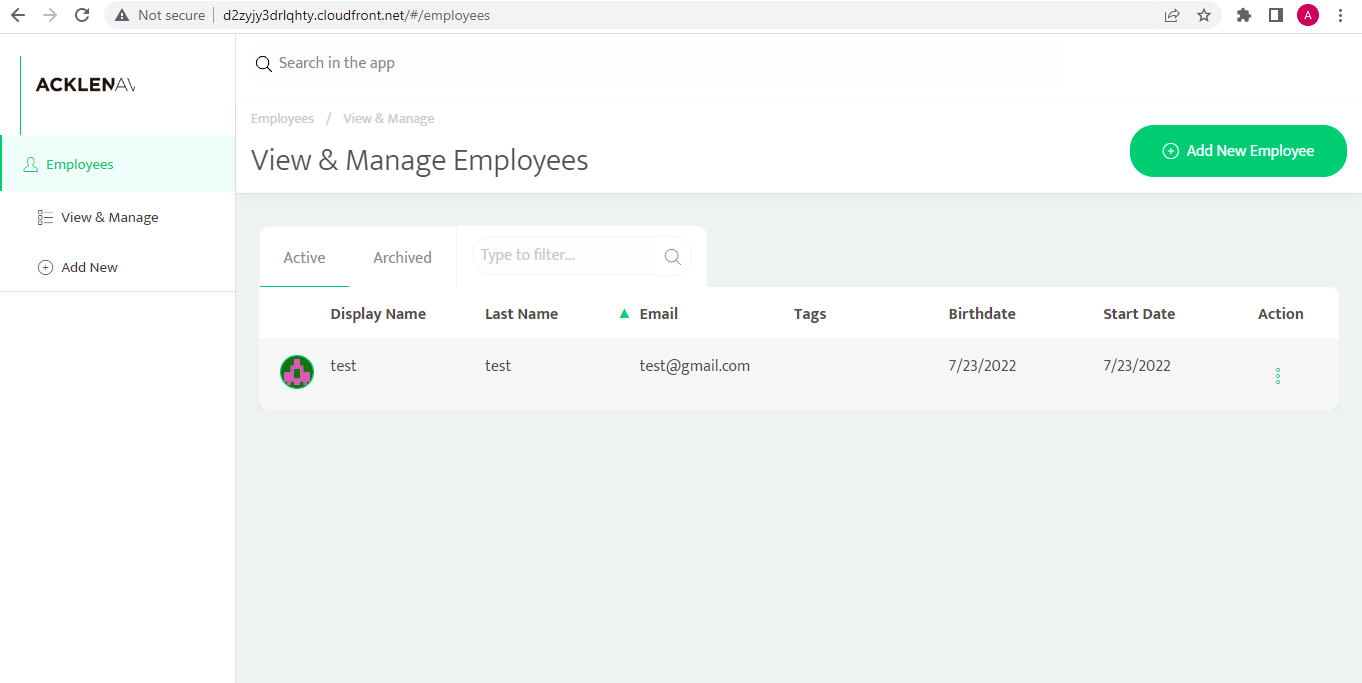 Not secure | d2zyjy3drlqhty.cloudfront.net/#/employees
A
ACKLENAV
Search in the app
Employees / View & Manage
View & Manage Employees
Add New Employee
Employees
View & Manage
Add New
Active Archived Type to filter...
Display Name Last Name ▲ Email Tags Birthdate Start Date Action
test test test@gmail.com 7/23/2022 7/23/2022